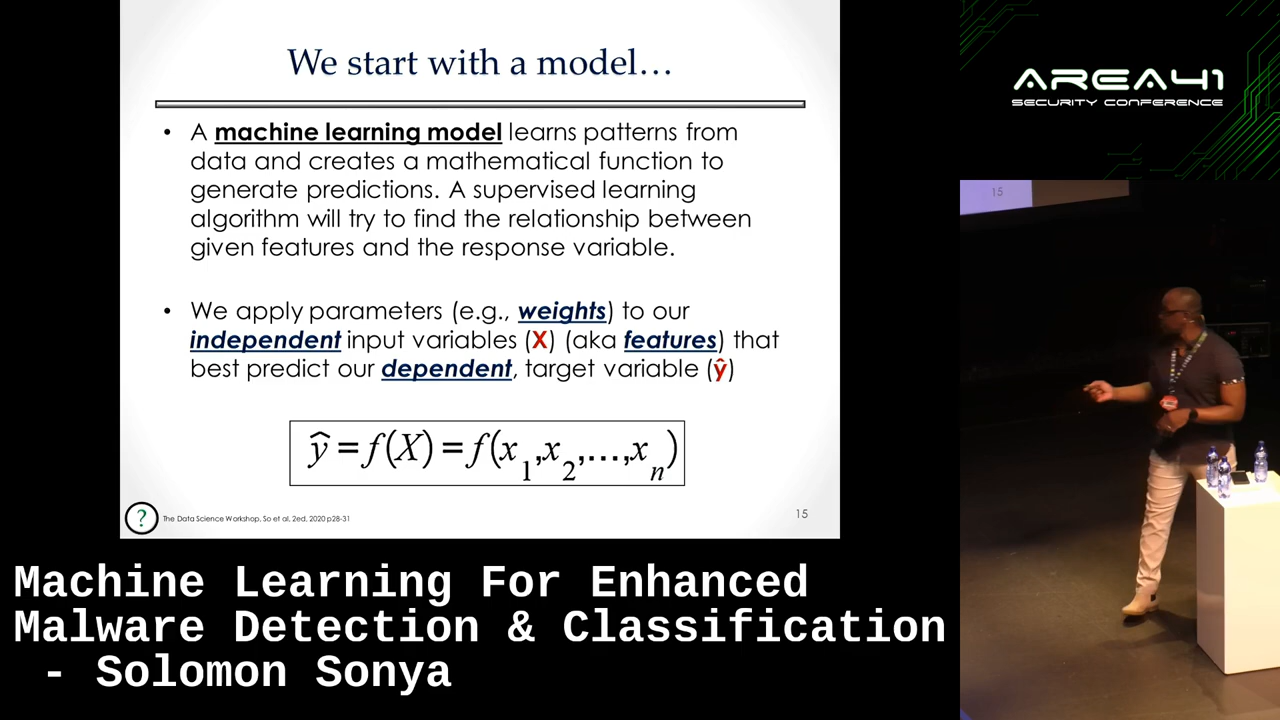 We start with a model…
• A machine learning model learns patterns from
data and creates a mathematical function to
generate predictions. A supervised learning
algorithm will try to find the relationship between
given features and the response variable.
• We apply parameters (e.g., weights) to our
independent input variables (X) (aka features) that
best predict our dependent, target variable (ŷ)
ŷ = f(X) = f(x₁,x₂,…,xₙ)
?
The Data Science Workshop, So et al, 2ed, 2020 p28-31
15
AREA41
SECURITY CONFERENCE
15
Machine Learning For Enhanced
Malware Detection & Classification
- Solomon Sonya